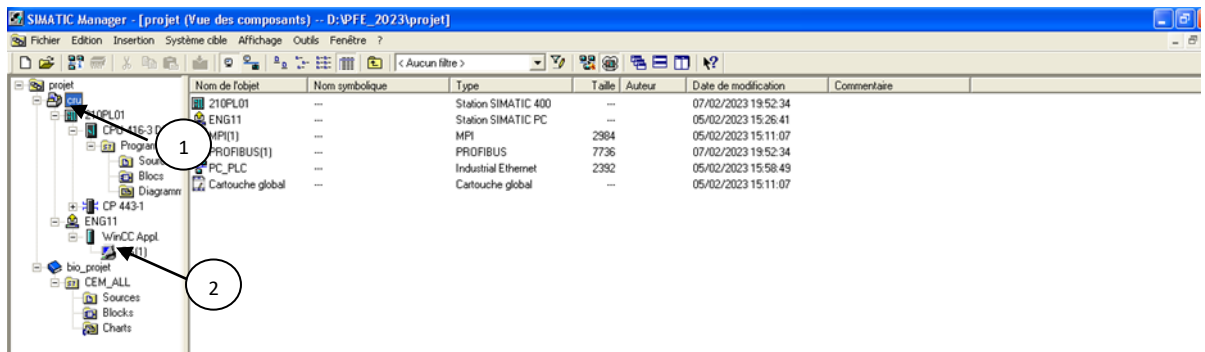 SIMATIC Manager - [projet (Vue des composants) -- D:\PFE_2023\projet]
Fichier Edition Insertion Système cible Affichage Outils Fenêtre ?
< Aucun filtre >
projet
cru
210PL01
CPU 416-3 D
Program
Sour
Blocs
Diagramm
CP 443-1
ENG11
WinCC Appl.
(1)
bio_projet
CEM_ALL
Sources
Blocks
Charts
Nom de l'objet Nom symbolique Type Taille Auteur Date de modification Commentaire
210PL01 --- Station SIMATIC 400 --- 07/02/2023 19:52:34
ENG11 --- Station SIMATIC PC --- 05/02/2023 15:26:41
MPI(1) --- MPI 2984 05/02/2023 15:11:07
PROFIBUS(1) --- PROFIBUS 7736 07/02/2023 19:52:34
PC_PLC --- Industrial Ethernet 2392 05/02/2023 15:58:49
Cartouche global --- Cartouche global --- 05/02/2023 15:11:07
1
2